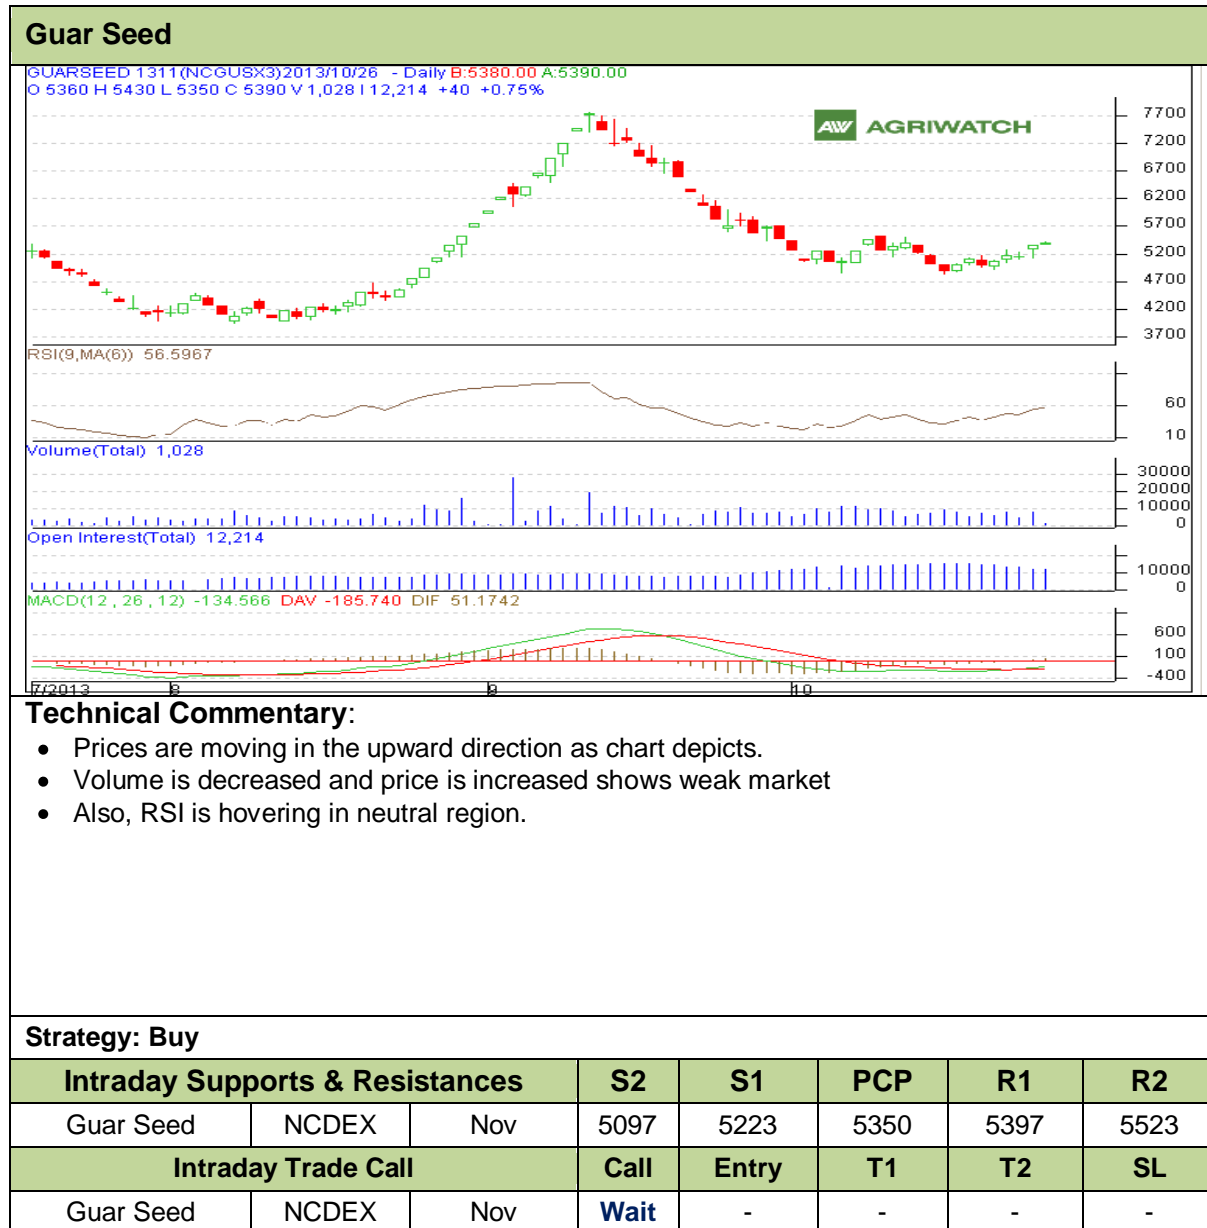 Guar Seed
GUARSEED 1311(NCGUSX3)2013/10/26 - Daily B:5380.00 A:5390.00
O 5360 H 5430 L 5350 C 5390 V 1,028 I 12,214 +40 +0.75%
AW AGRIWATCH
7700
7200
6700
6200
5700
5200
4700
4200
3700
RSI(9,MA(6)) 56.5967
60
10
Volume(Total) 1,028
30000
20000
10000
0
Open Interest(Total) 12,214
10000
0
MACD(12 , 26 , 12) -134.566 DAV -185.740 DIF 51.1742
600
100
-400
7/2013 8 9 10
Technical Commentary:
• Prices are moving in the upward direction as chart depicts.
• Volume is decreased and price is increased shows weak market
• Also, RSI is hovering in neutral region.
Strategy: Buy
Intraday Supports & Resistances S2 S1 PCP R1 R2
Guar Seed NCDEX Nov 5097 5223 5350 5397 5523
Intraday Trade Call Call Entry T1 T2 SL
Guar Seed NCDEX Nov Wait - - - -